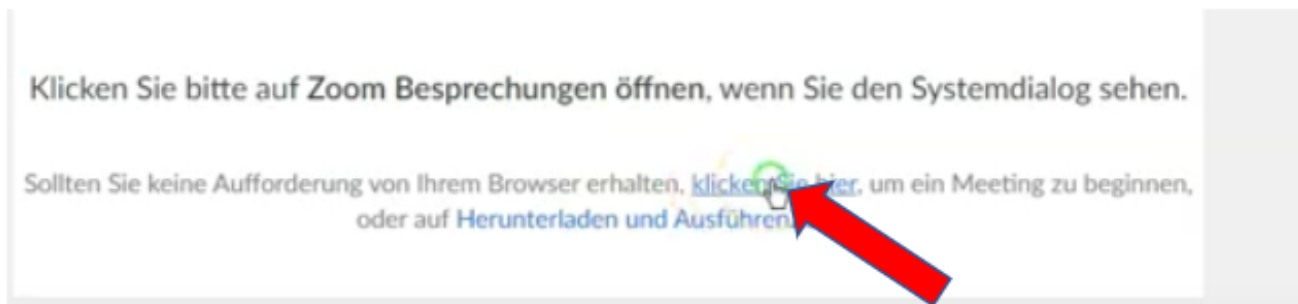 Klicken Sie bitte auf Zoom Besprechungen öffnen, wenn Sie den Systemdialog sehen.
Sollten Sie keine Aufforderung von Ihrem Browser erhalten, klicken Sie hier, um ein Meeting zu beginnen,
oder auf Herunterladen und Ausführen.